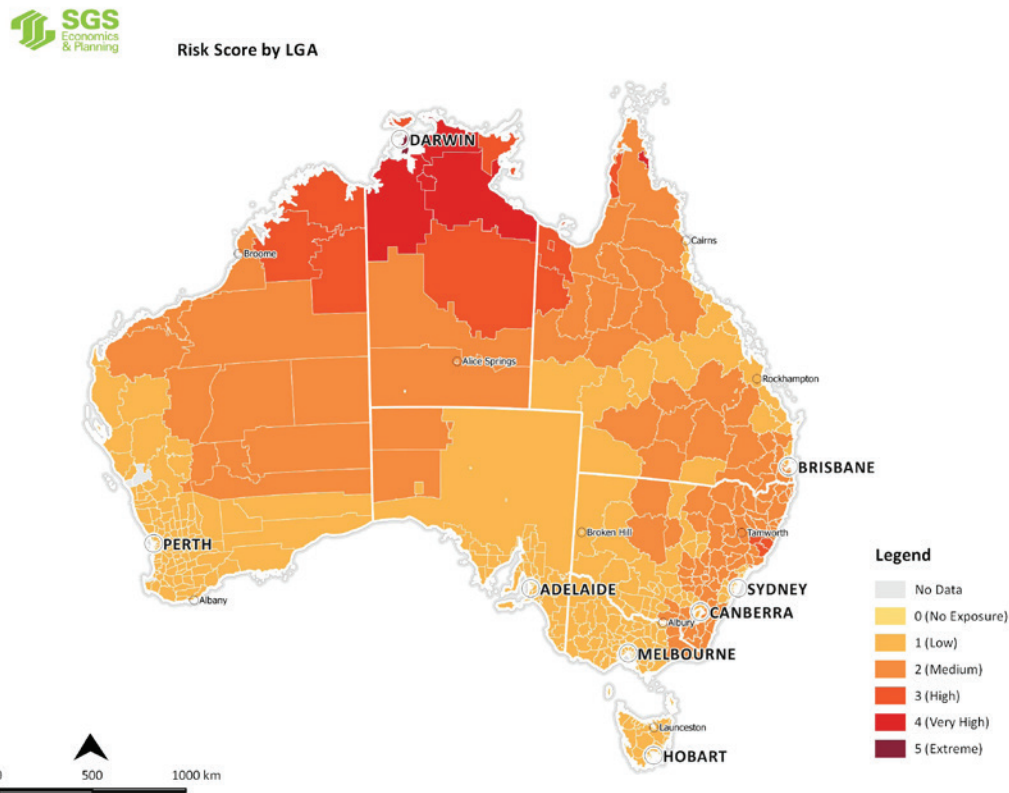 SGS
Economics
& Planning
Risk Score by LGA
DARWIN
Broome
Cairns
Alice Springs
Rockhampton
BRISBANE
Broken Hill
Tamworth
PERTH
Albany
ADELAIDE
SYDNEY
CANBERRA
Albury
MELBOURNE
Launceston
HOBART
Legend
No Data
0 (No Exposure)
1 (Low)
2 (Medium)
3 (High)
4 (Very High)
5 (Extreme)
0 500 1000 km